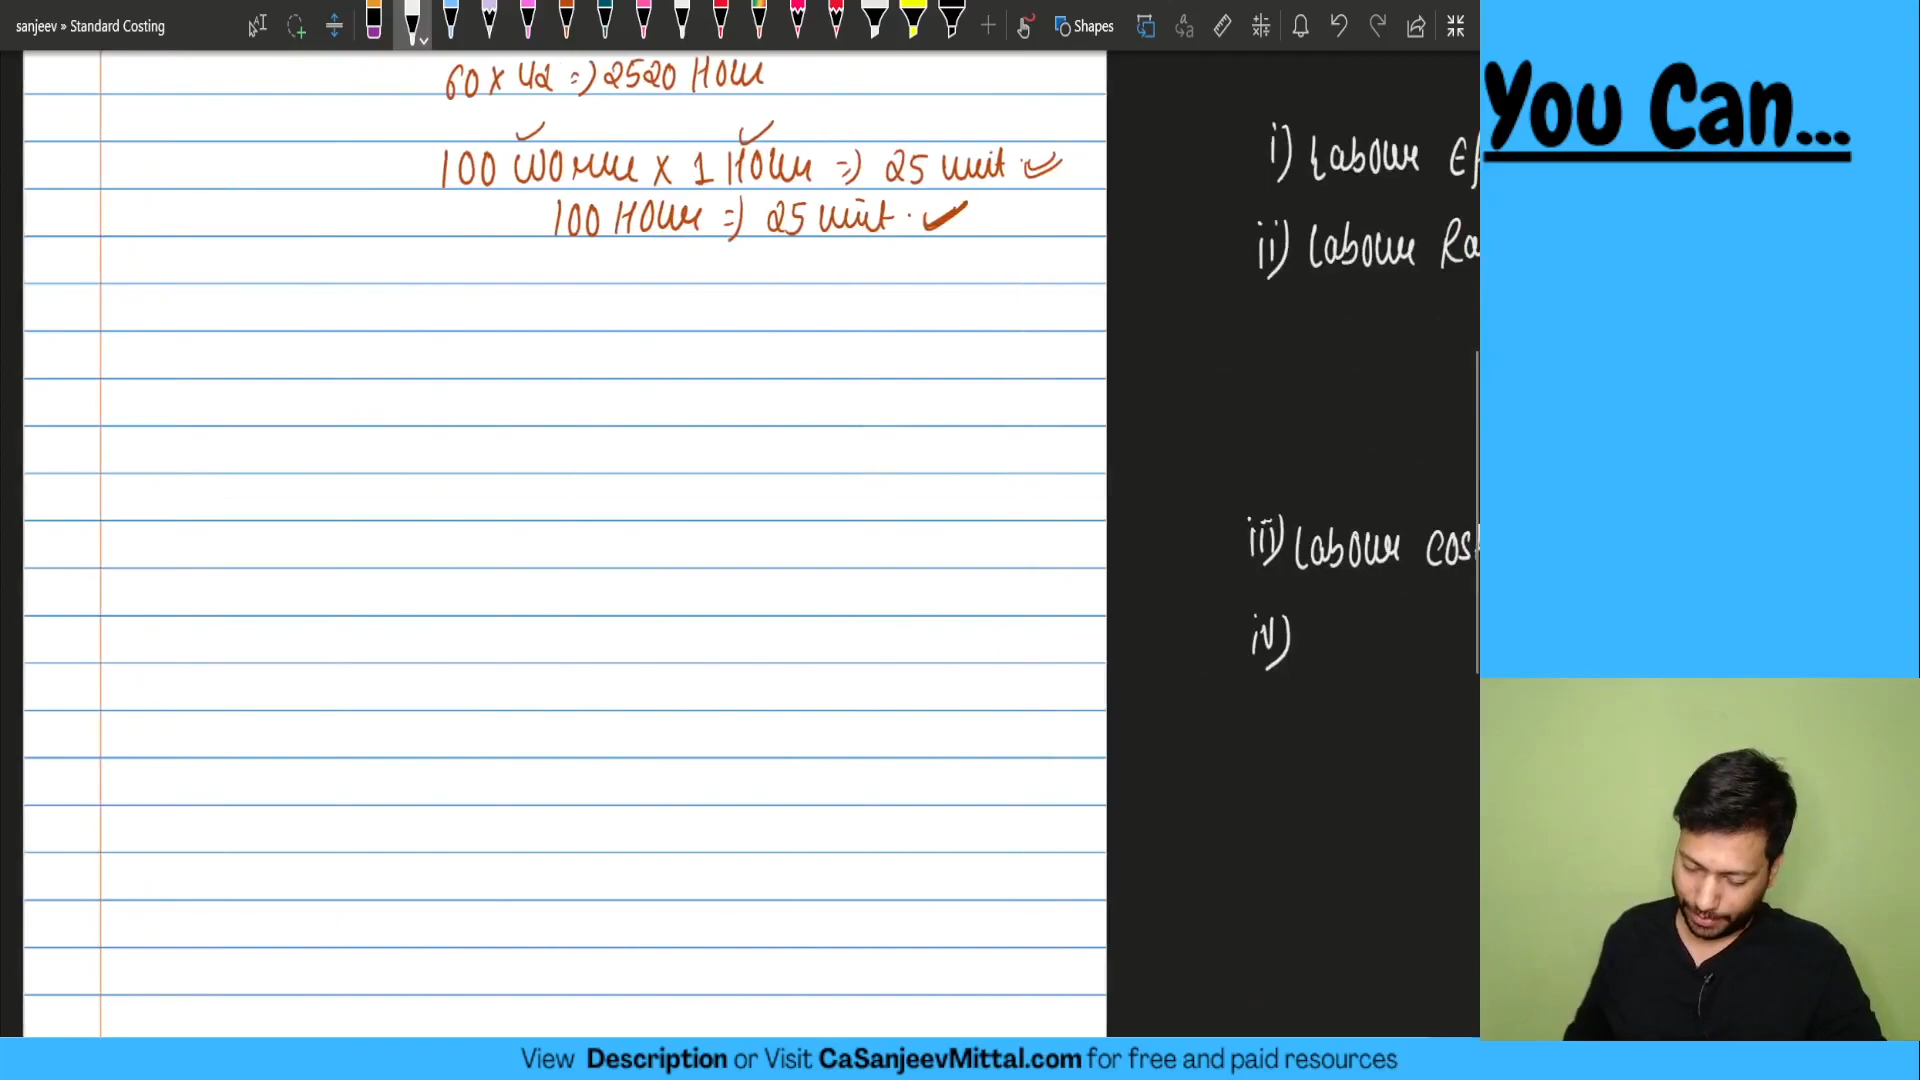 sanjeev » Standard Costing
Shapes
60 x 42 => 2520 Hour
100 Worker x 1 Hour => 25 unit
100 Hour => 25 unit.
i) Labour Ef
ii) Labour Ra
iii) Labour Cost
iv)
You Can...
View Description or Visit CaSanjeevMittal.com for free and paid resources